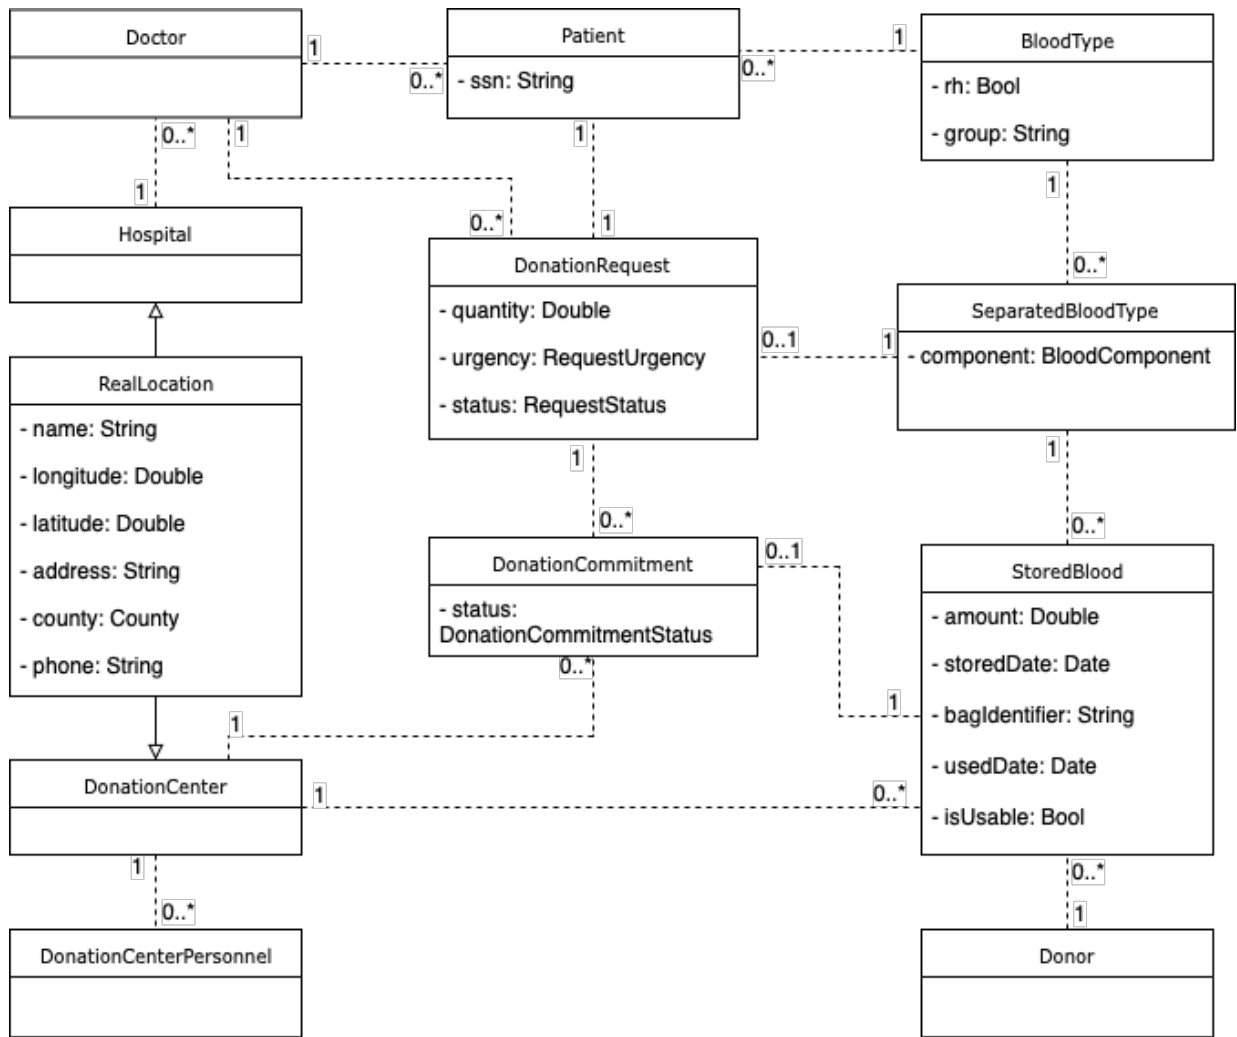 Doctor
Patient
- ssn: String
BloodType
- rh: Bool
- group: String
1
0..*
1
0..*
0..*
1
1
1
1
0..*
1
1
0..*
Hospital
DonationRequest
- quantity: Double
- urgency: RequestUrgency
- status: RequestStatus
0..1
1
SeparatedBloodType
- component: BloodComponent
RealLocation
- name: String
- longitude: Double
- latitude: Double
- address: String
- county: County
- phone: String
1
0..*
1
0..*
DonationCommitment
- status:
DonationCommitmentStatus
0..1
1
0..*
1
StoredBlood
- amount: Double
- storedDate: Date
- bagIdentifier: String
- usedDate: Date
- isUsable: Bool
DonationCenter
1
0..*
1
0..*
0..*
1
DonationCenterPersonnel
Donor